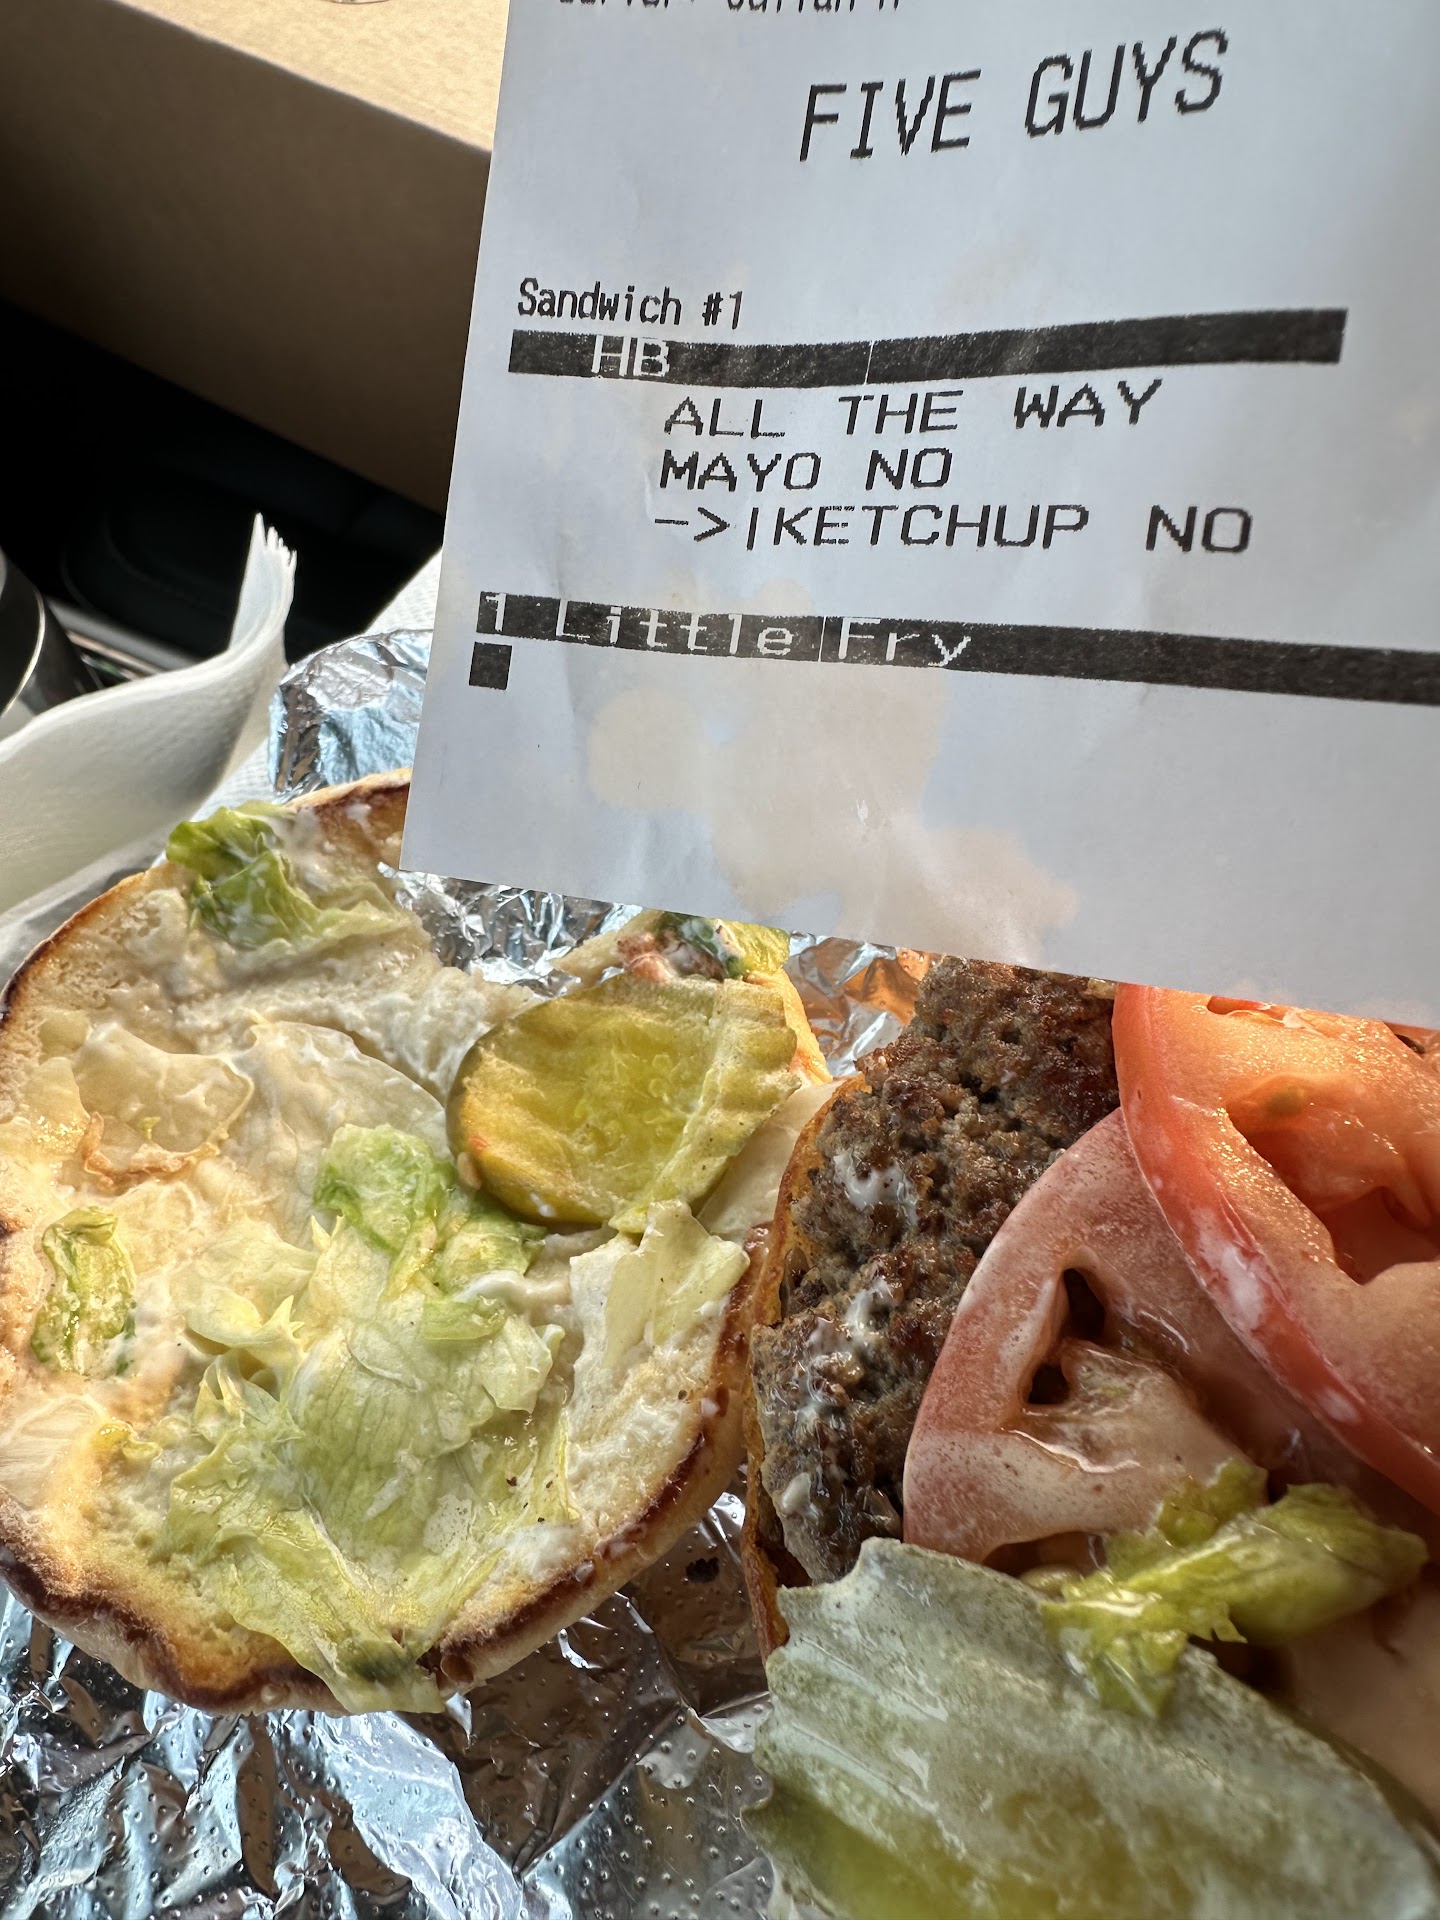 FIVE GUYS
Sandwich #1
HB
ALL THE WAY
MAYO NO
->|KETCHUP NO
1 Little Fry